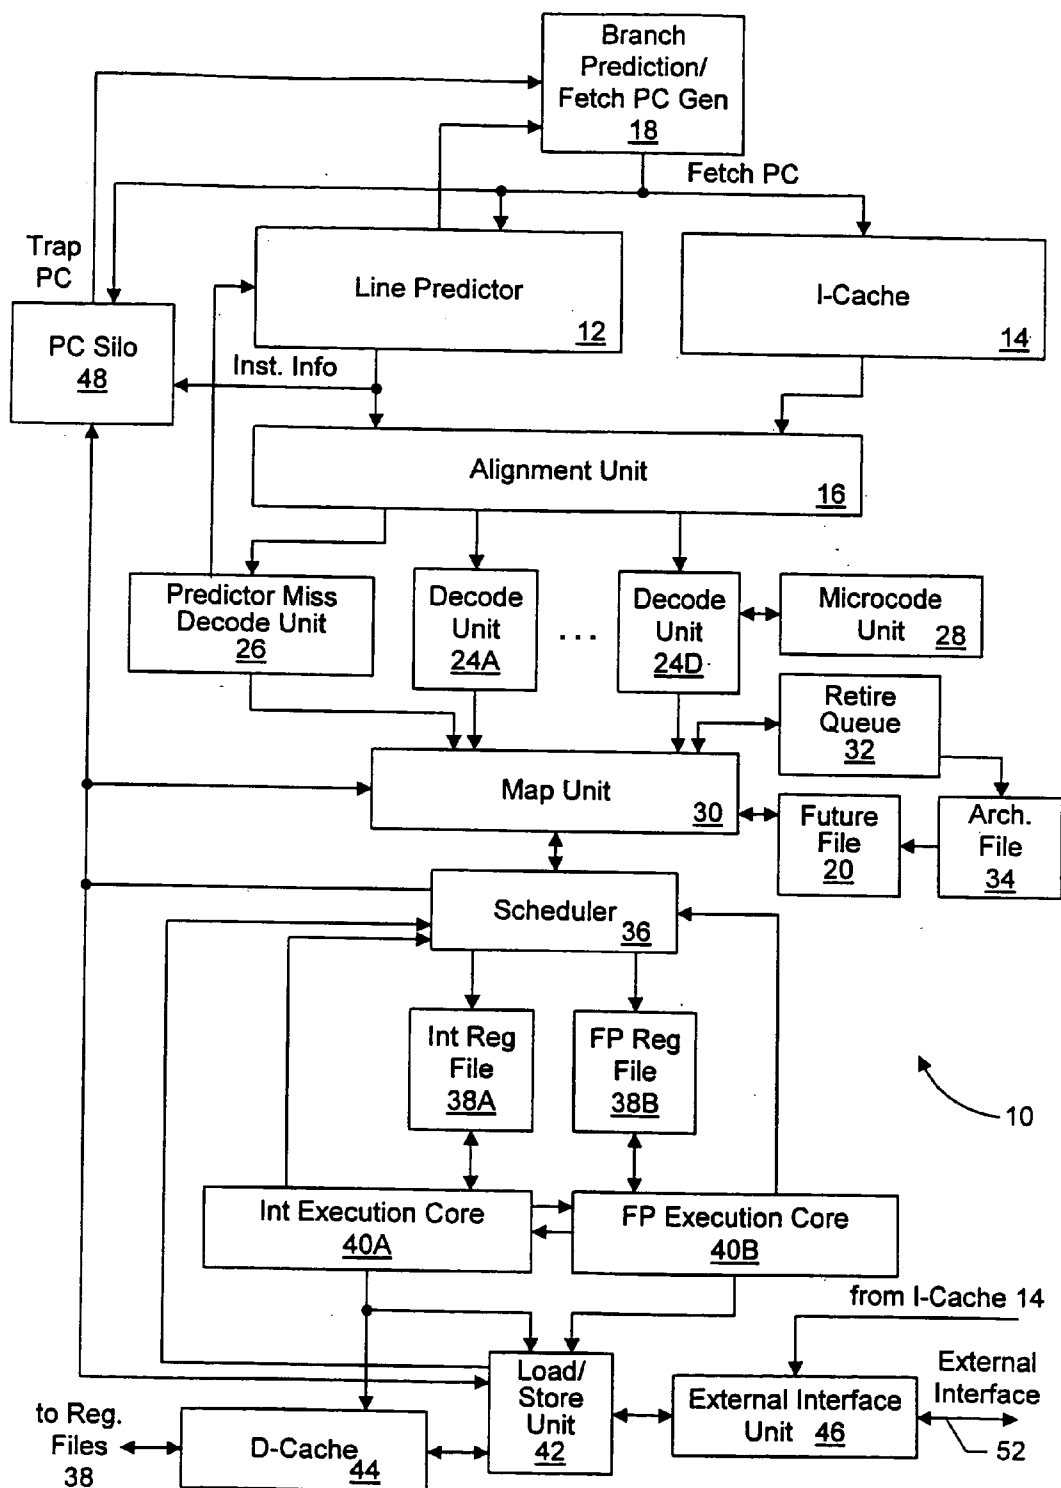 Branch
Prediction/
Fetch PC Gen
18
Fetch PC
Trap
PC
Line Predictor
12
I-Cache
14
PC Silo
48
Inst. Info
Alignment Unit
16
Predictor Miss
Decode Unit
26
Decode
Unit
24A
...
Decode
Unit
24D
Microcode
Unit
28
Retire
Queue
32
Map Unit
30
Future
File
20
Arch.
File
34
Scheduler
36
Int Reg
File
38A
FP Reg
File
38B
10
Int Execution Core
40A
FP Execution Core
40B
from I-Cache 14
Load/
Store
Unit
42
External Interface
Unit 46
External
Interface
52
to Reg.
Files
38
D-Cache
44